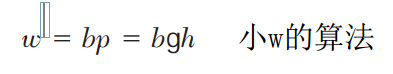 w = bp = bgh 小w的算法